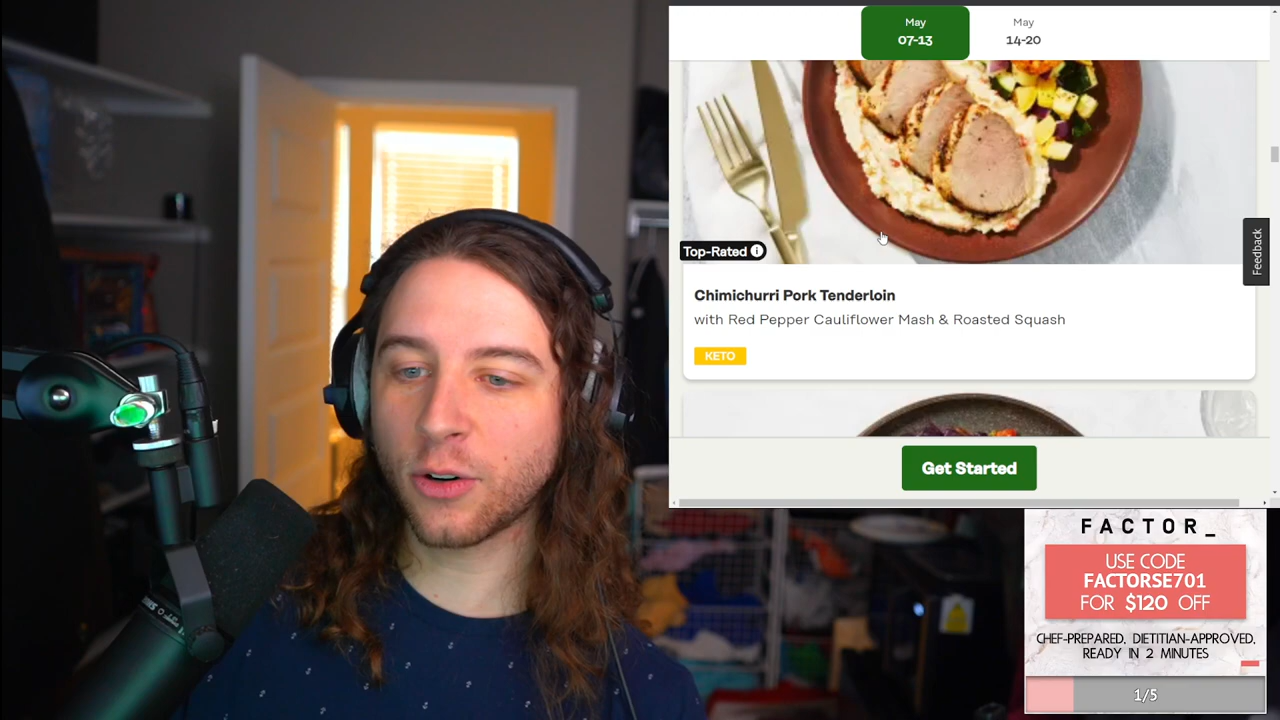 May
07-13
May
14-20
Feedback
Top-Rated
Chimichurri Pork Tenderloin
with Red Pepper Cauliflower Mash & Roasted Squash
KETO
Get Started
FACTOR_
USE CODE
FACTORSE701
FOR $120 OFF
CHEF-PREPARED, DIETITIAN-APPROVED,
READY IN 2 MINUTES
1/5